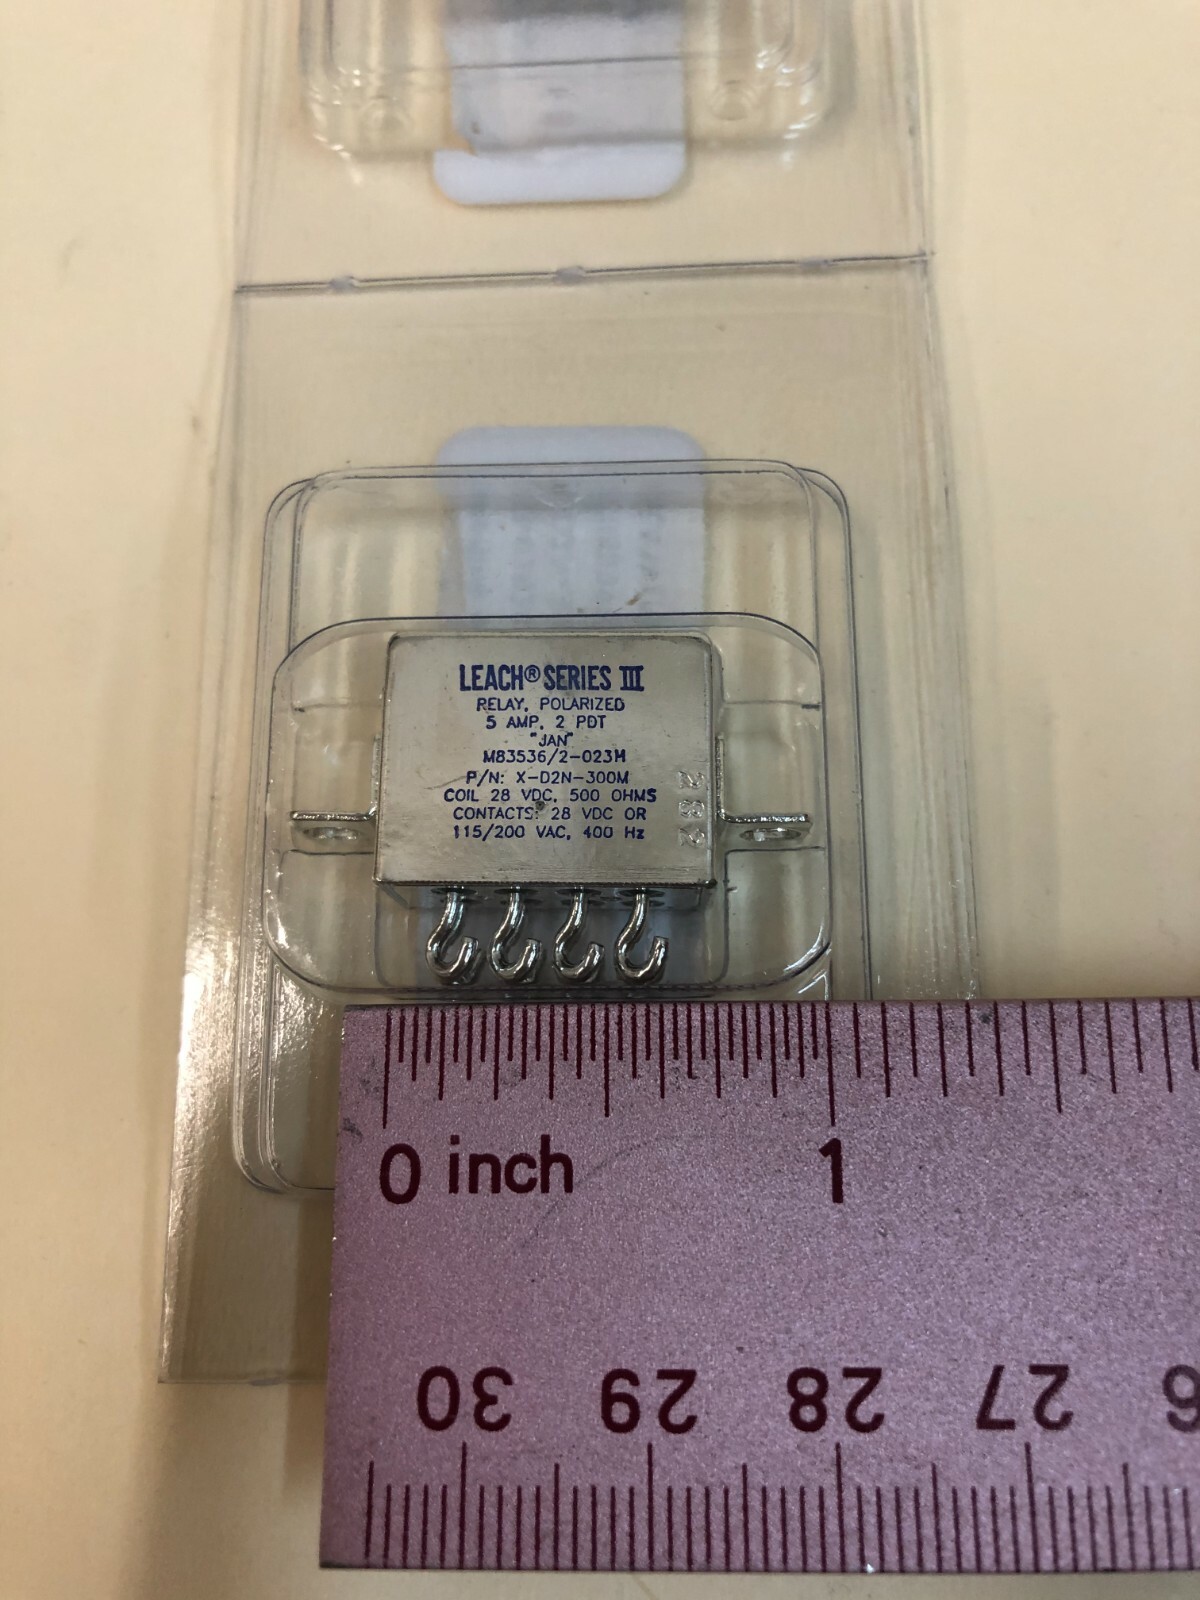 LEACH® SERIES III
RELAY, POLARIZED
5 AMP, 2 PDT
"JAN"
M83536/2-023M
P/N: X-D2N-300M
COIL 28 VDC, 500 OHMS
CONTACTS: 28 VDC OR
115/200 VAC, 400 Hz
282
0 inch 1
30 29 28 27